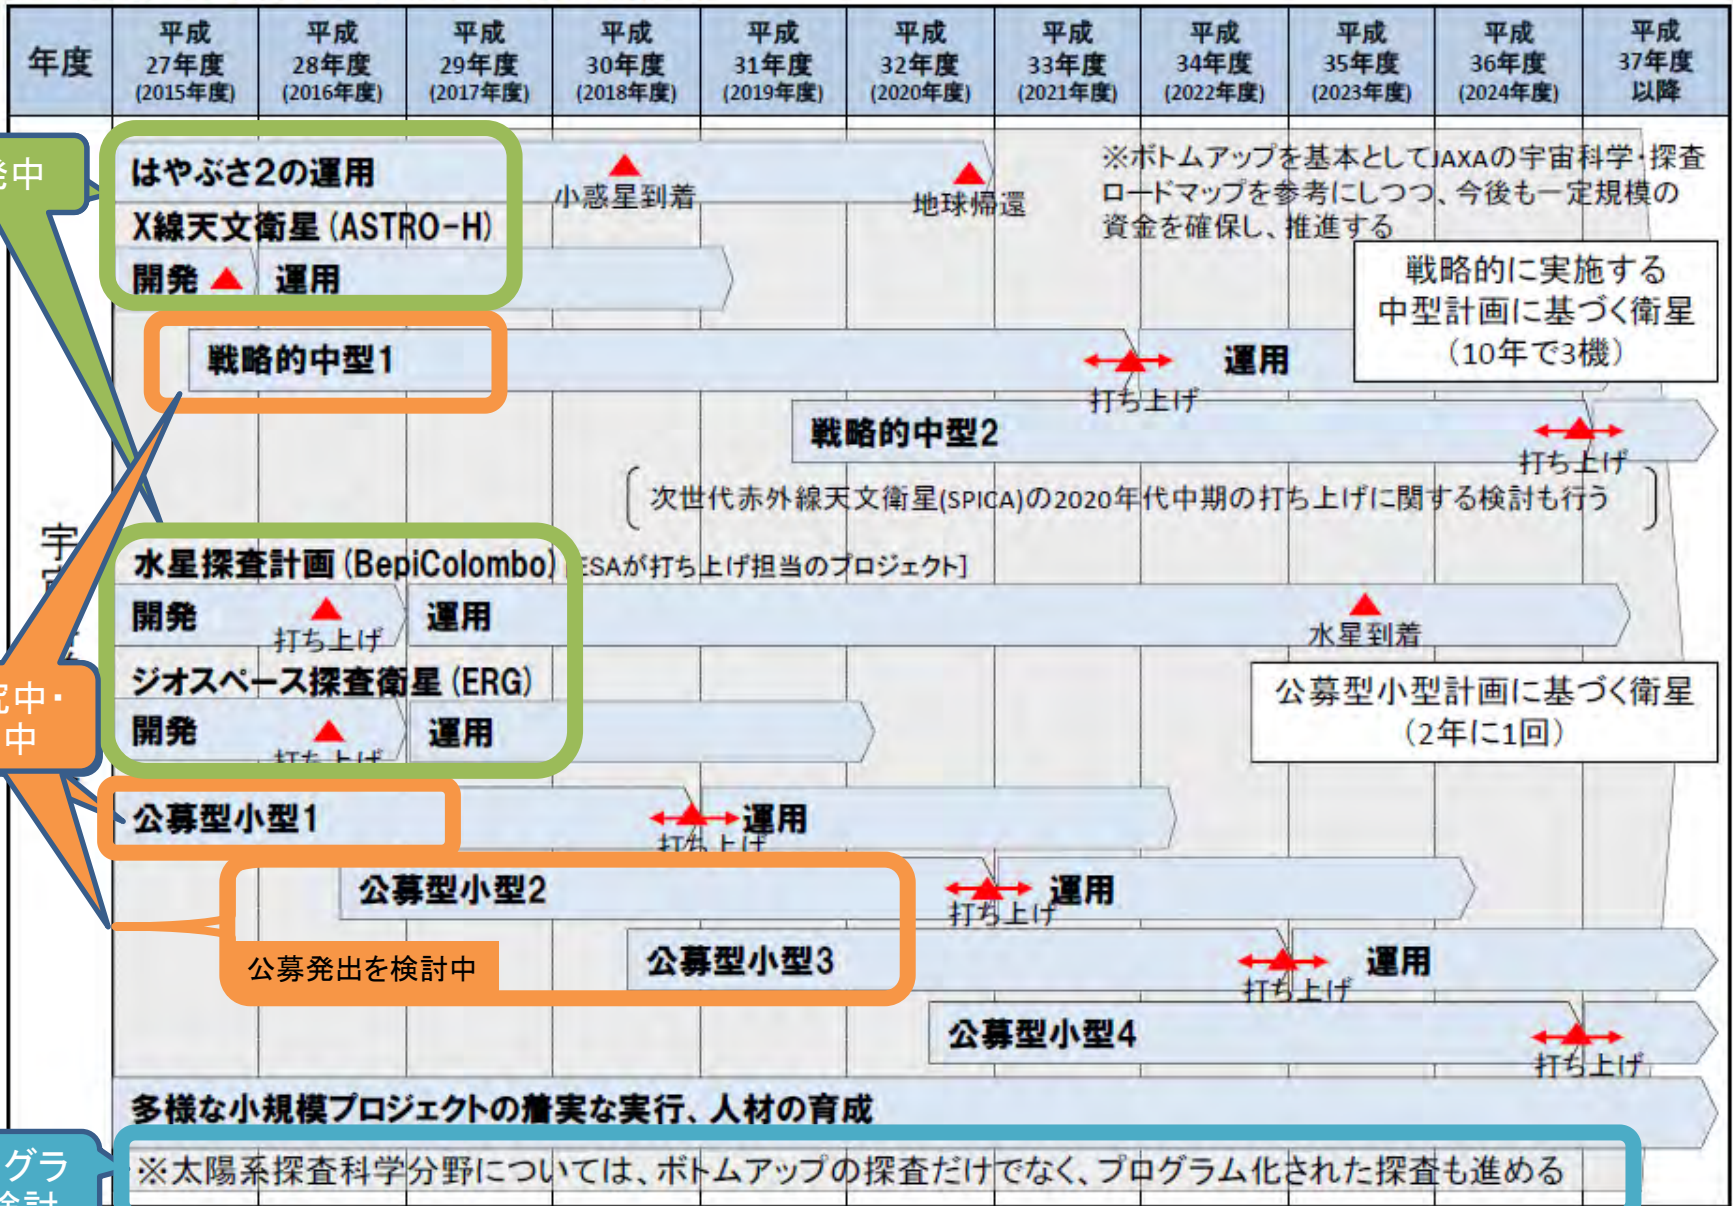 年度
平成
27年度
(2015年度)
平成
28年度
(2016年度)
平成
29年度
(2017年度)
平成
30年度
(2018年度)
平成
31年度
(2019年度)
平成
32年度
(2020年度)
平成
33年度
(2021年度)
平成
34年度
(2022年度)
平成
35年度
(2023年度)
平成
36年度
(2024年度)
平成
37年度
以降
発中
はやぶさ2の運用
小惑星到着
地球帰還
※ボトムアップを基本としてJAXAの宇宙科学・探査
ロードマップを参考にしつつ、今後も一定規模の
資金を確保し、推進する
X線天文衛星(ASTRO-H)
開発
運用
戦略的に実施する
中型計画に基づく衛星
(10年で3機)
戦略的中型1
打ち上げ
運用
戦略的中型2
打ち上げ
次世代赤外線天文衛星(SPICA)の2020年代中期の打ち上げに関する検討も行う
宇
水星探査計画(BepiColombo)
ESAが打ち上げ担当のプロジェクト]
開発
打ち上げ
運用
水星到着
ジオスペース探査衛星(ERG)
開発
打ち上げ
運用
公募型小型計画に基づく衛星
(2年に1回)
究中・
中
公募型小型1
打ち上げ
運用
公募型小型2
打ち上げ
運用
公募発出を検討中
公募型小型3
打ち上げ
運用
公募型小型4
打ち上げ
多様な小規模プロジェクトの着実な実行、人材の育成
グラ
検討
※太陽系探査科学分野については、ボトムアップの探査だけでなく、プログラム化された探査も進める